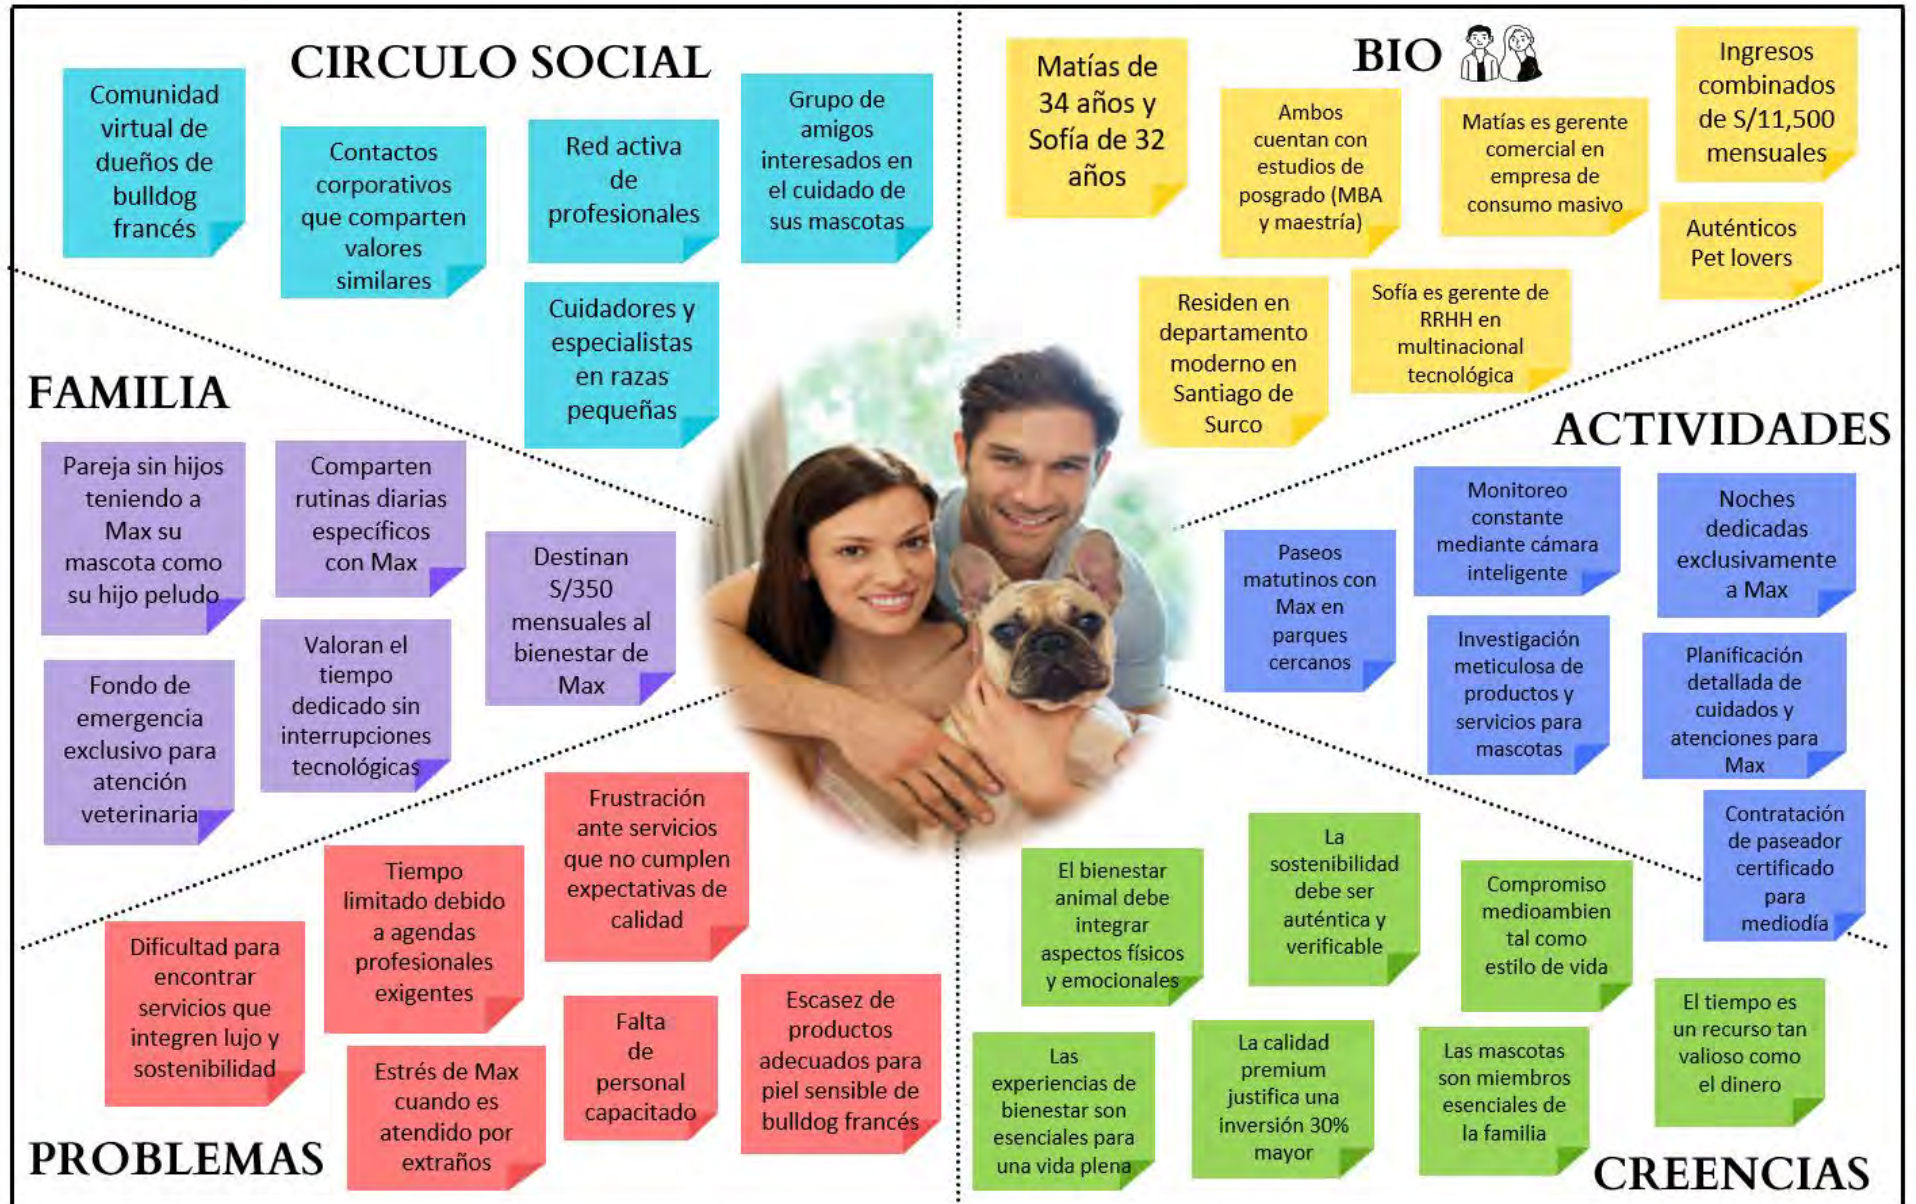 CIRCULO SOCIAL
Comunidad
virtual de
dueños de
bulldog
francés
Contactos
corporativos
que comparten
valores
similares
Red activa
de
profesionales
Grupo de
amigos
interesados en
el cuidado de
sus mascotas
Cuidadores y
especialistas
en razas
pequeñas
BIO
Matías de
34 años y
Sofía de 32
años
Ambos
cuentan con
estudios de
posgrado (MBA
y maestría)
Matías es gerente
comercial en
empresa de
consumo masivo
Ingresos
combinados
de S/11,500
mensuales
Auténticos
Pet lovers
Residen en
departamento
moderno en
Santiago de
Surco
Sofía es gerente de
RRHH en
multinacional
tecnológica
FAMILIA
Pareja sin hijos
teniendo a
Max su
mascota como
su hijo peludo
Comparten
rutinas diarias
específicos
con Max
Destinan
S/350
mensuales al
bienestar de
Max
Fondo de
emergencia
exclusivo para
atención
veterinaria
Valoran el
tiempo
dedicado sin
interrupciones
tecnológicas
ACTIVIDADES
Paseos
matutinos con
Max en
parques
cercanos
Monitoreo
constante
mediante cámara
inteligente
Noches
dedicadas
exclusivamente
a Max
Investigación
meticulosa de
productos y
servicios para
mascotas
Planificación
detallada de
cuidados y
atenciones para
Max
Contratación
de paseador
certificado
para
mediodía
Frustración
ante servicios
que no cumplen
expectativas de
calidad
Tiempo
limitado debido
a agendas
profesionales
exigentes
Dificultad para
encontrar
servicios que
integren lujo y
sostenibilidad
Estrés de Max
cuando es
atendido por
extraños
Falta
de
personal
capacitado
Escasez de
productos
adecuados para
piel sensible de
bulldog francés
PROBLEMAS
El bienestar
animal debe
integrar
aspectos físicos
y emocionales
La
sostenibilidad
debe ser
auténtica y
verificable
Compromiso
medioambien
tal como
estilo de vida
El tiempo es
un recurso tan
valioso como
el dinero
Las
experiencias de
bienestar son
esenciales para
una vida plena
La calidad
premium
justifica una
inversión 30%
mayor
Las mascotas
son miembros
esenciales de
la familia
CREENCIAS